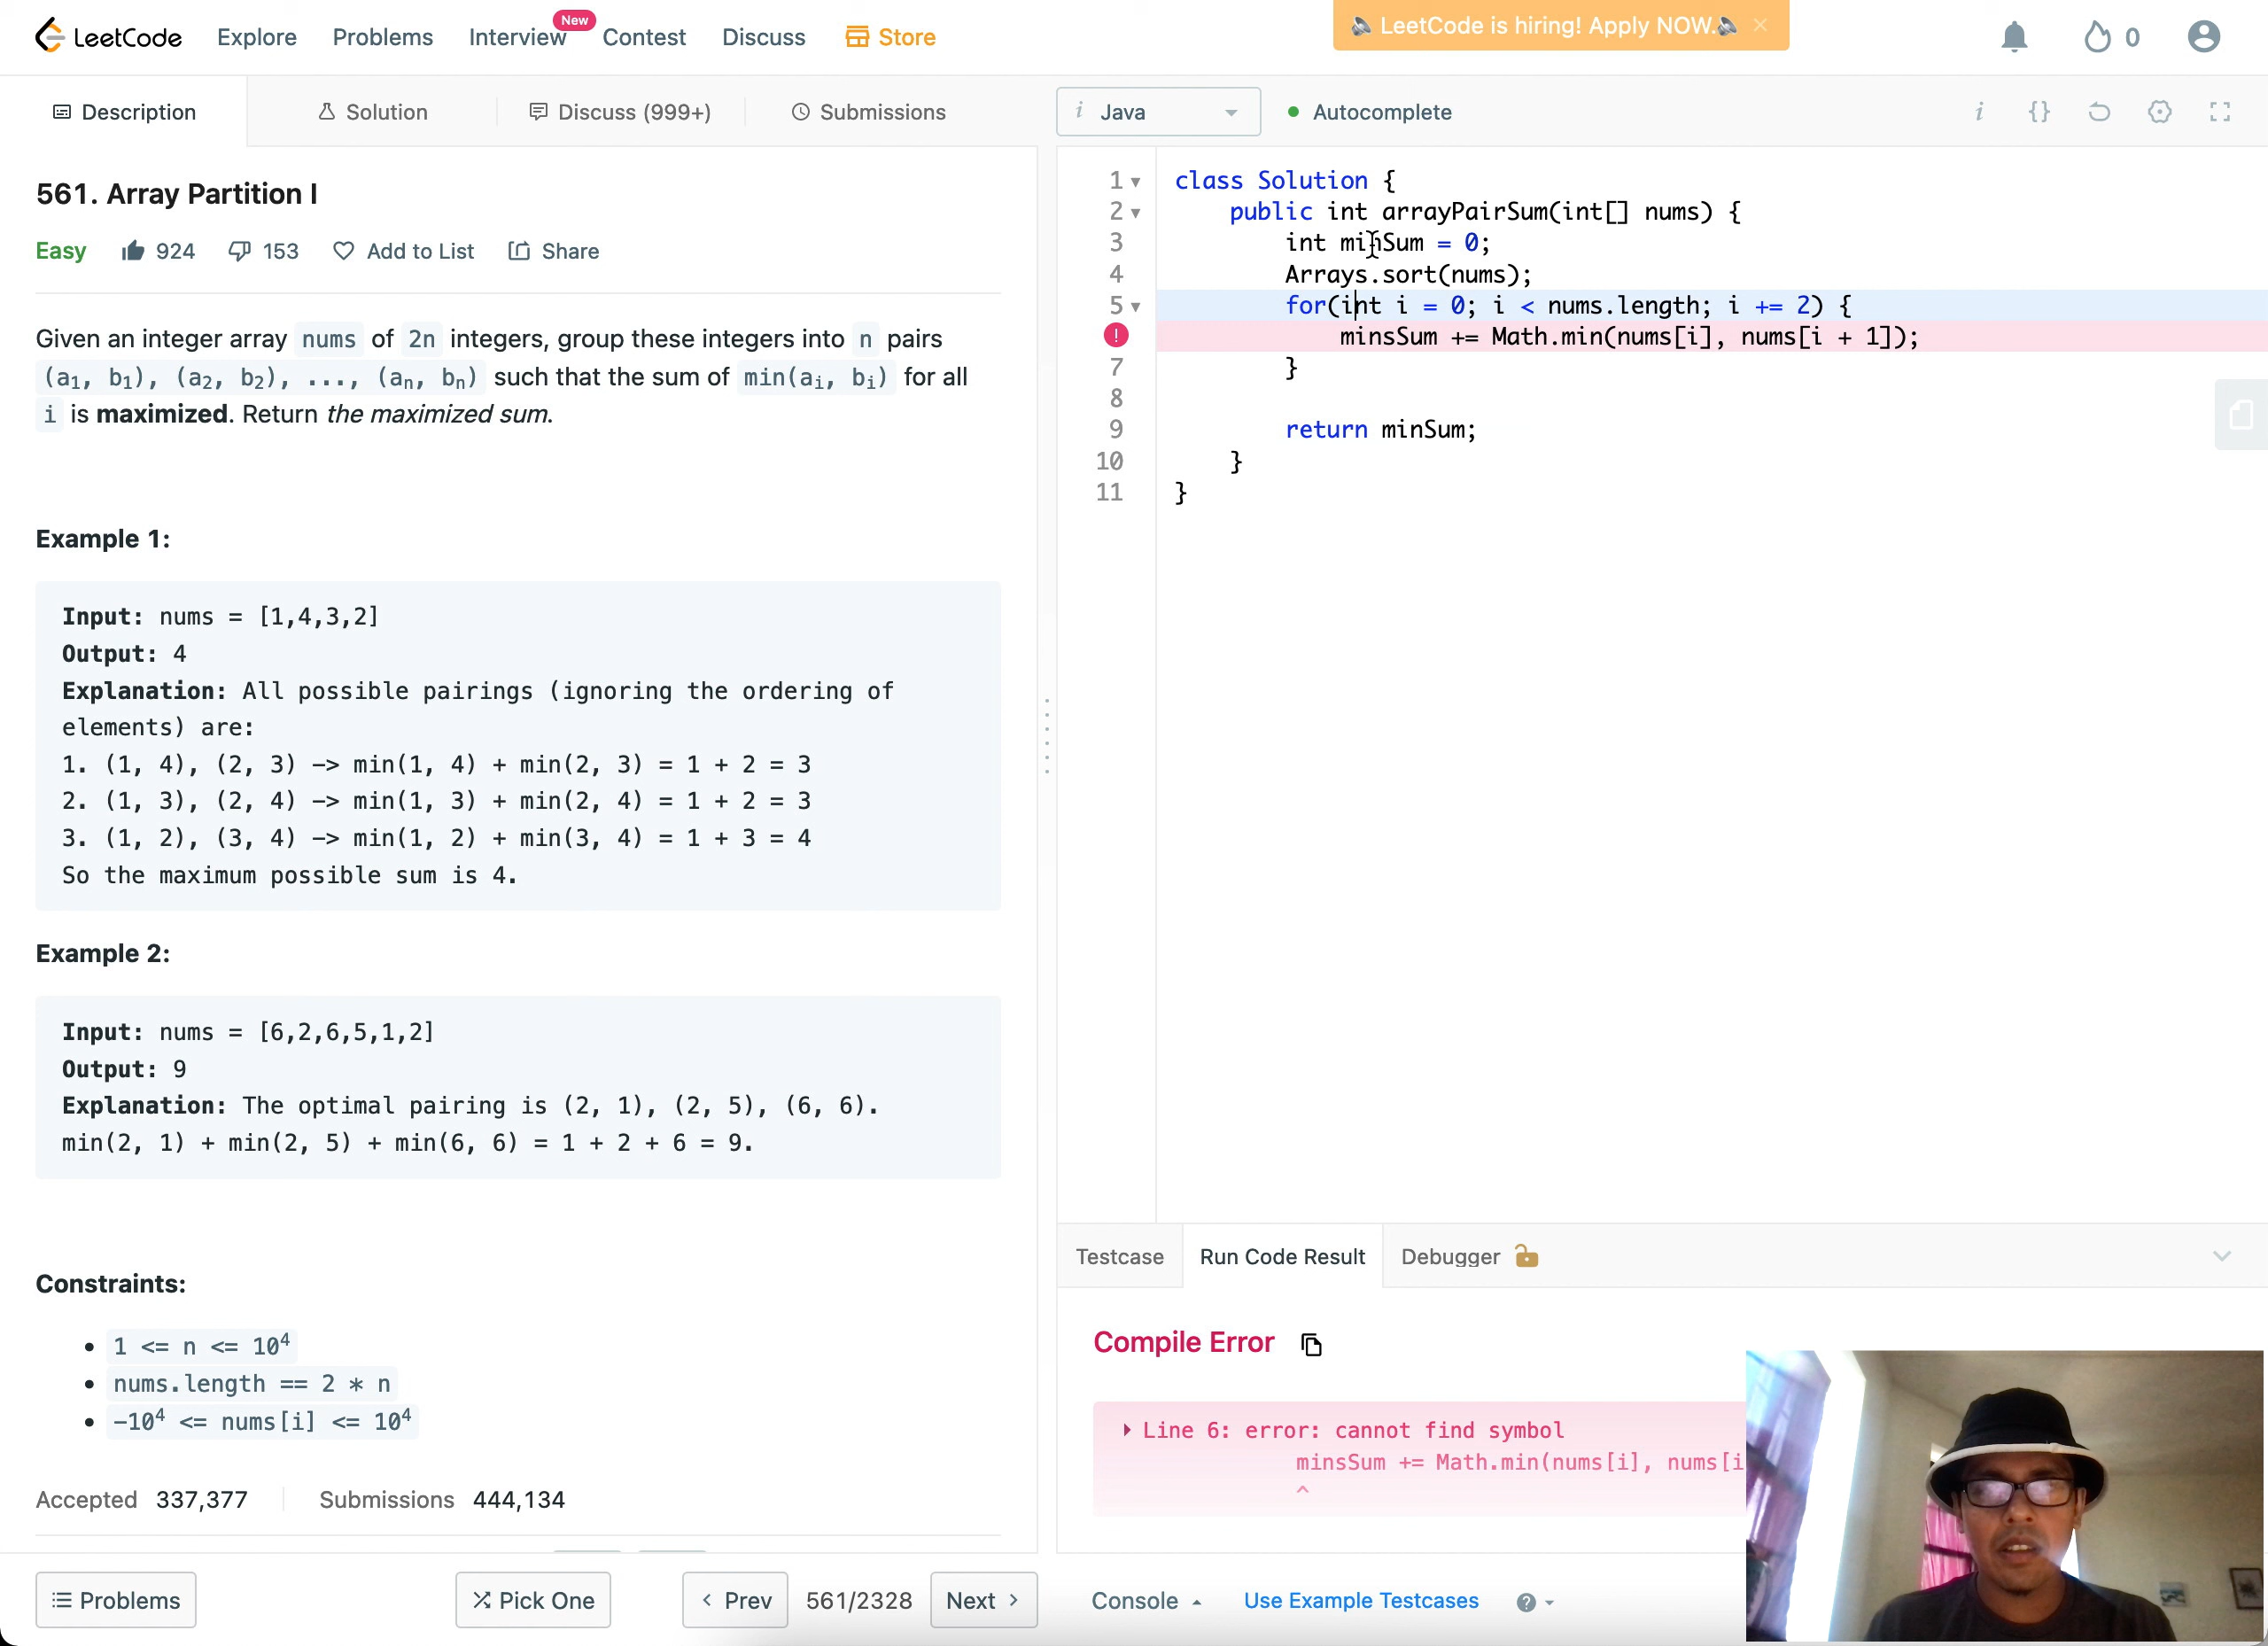 LeetCode
Explore
Problems
Interview
New
Contest
Discuss
Store
LeetCode is hiring! Apply NOW.
0
Description
Solution
Discuss (999+)
Submissions
561. Array Partition I
Easy
924
153
Add to List
Share
Given an integer array nums of 2n integers, group these integers into n pairs
(a₁, b₁), (a₂, b₂), ..., (aₙ, bₙ) such that the sum of min(aᵢ, bᵢ) for all
i is maximized. Return the maximized sum.
Example 1:
Input: nums = [1,4,3,2]
Output: 4
Explanation: All possible pairings (ignoring the ordering of
elements) are:
1. (1, 4), (2, 3) -> min(1, 4) + min(2, 3) = 1 + 2 = 3
2. (1, 3), (2, 4) -> min(1, 3) + min(2, 4) = 1 + 2 = 3
3. (1, 2), (3, 4) -> min(1, 2) + min(3, 4) = 1 + 3 = 4
So the maximum possible sum is 4.
Example 2:
Input: nums = [6,2,6,5,1,2]
Output: 9
Explanation: The optimal pairing is (2, 1), (2, 5), (6, 6).
min(2, 1) + min(2, 5) + min(6, 6) = 1 + 2 + 6 = 9.
Constraints:
1 <= n <= 10⁴
nums.length == 2 * n
-10⁴ <= nums[i] <= 10⁴
Accepted 337,377
Submissions 444,134
Problems
Pick One
Prev
561/2328
Next
i Java
Autocomplete
i {}
1 class Solution {
2 public int arrayPairSum(int[] nums) {
3 int minSum = 0;
4 Arrays.sort(nums);
5 for(int i = 0; i < nums.length; i += 2) {
! minsSum += Math.min(nums[i], nums[i + 1]);
7 }
8
9 return minSum;
10 }
11 }
Testcase
Run Code Result
Debugger
Compile Error
Line 6: error: cannot find symbol
minsSum += Math.min(nums[i], nums[i
^
Console
Use Example Testcases
?